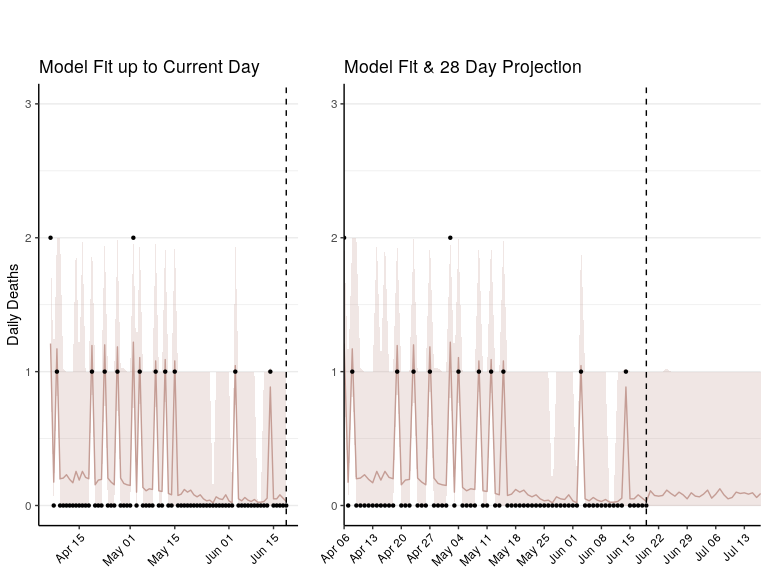 Model Fit up to Current Day
Model Fit & 28 Day Projection
Daily Deaths
3
2
1
0
Apr 15
May 01
May 15
Jun 01
Jun 15
3
2
1
0
Apr 06
Apr 13
Apr 20
Apr 27
May 04
May 11
May 18
May 25
Jun 01
Jun 08
Jun 15
Jun 22
Jun 29
Jul 06
Jul 13